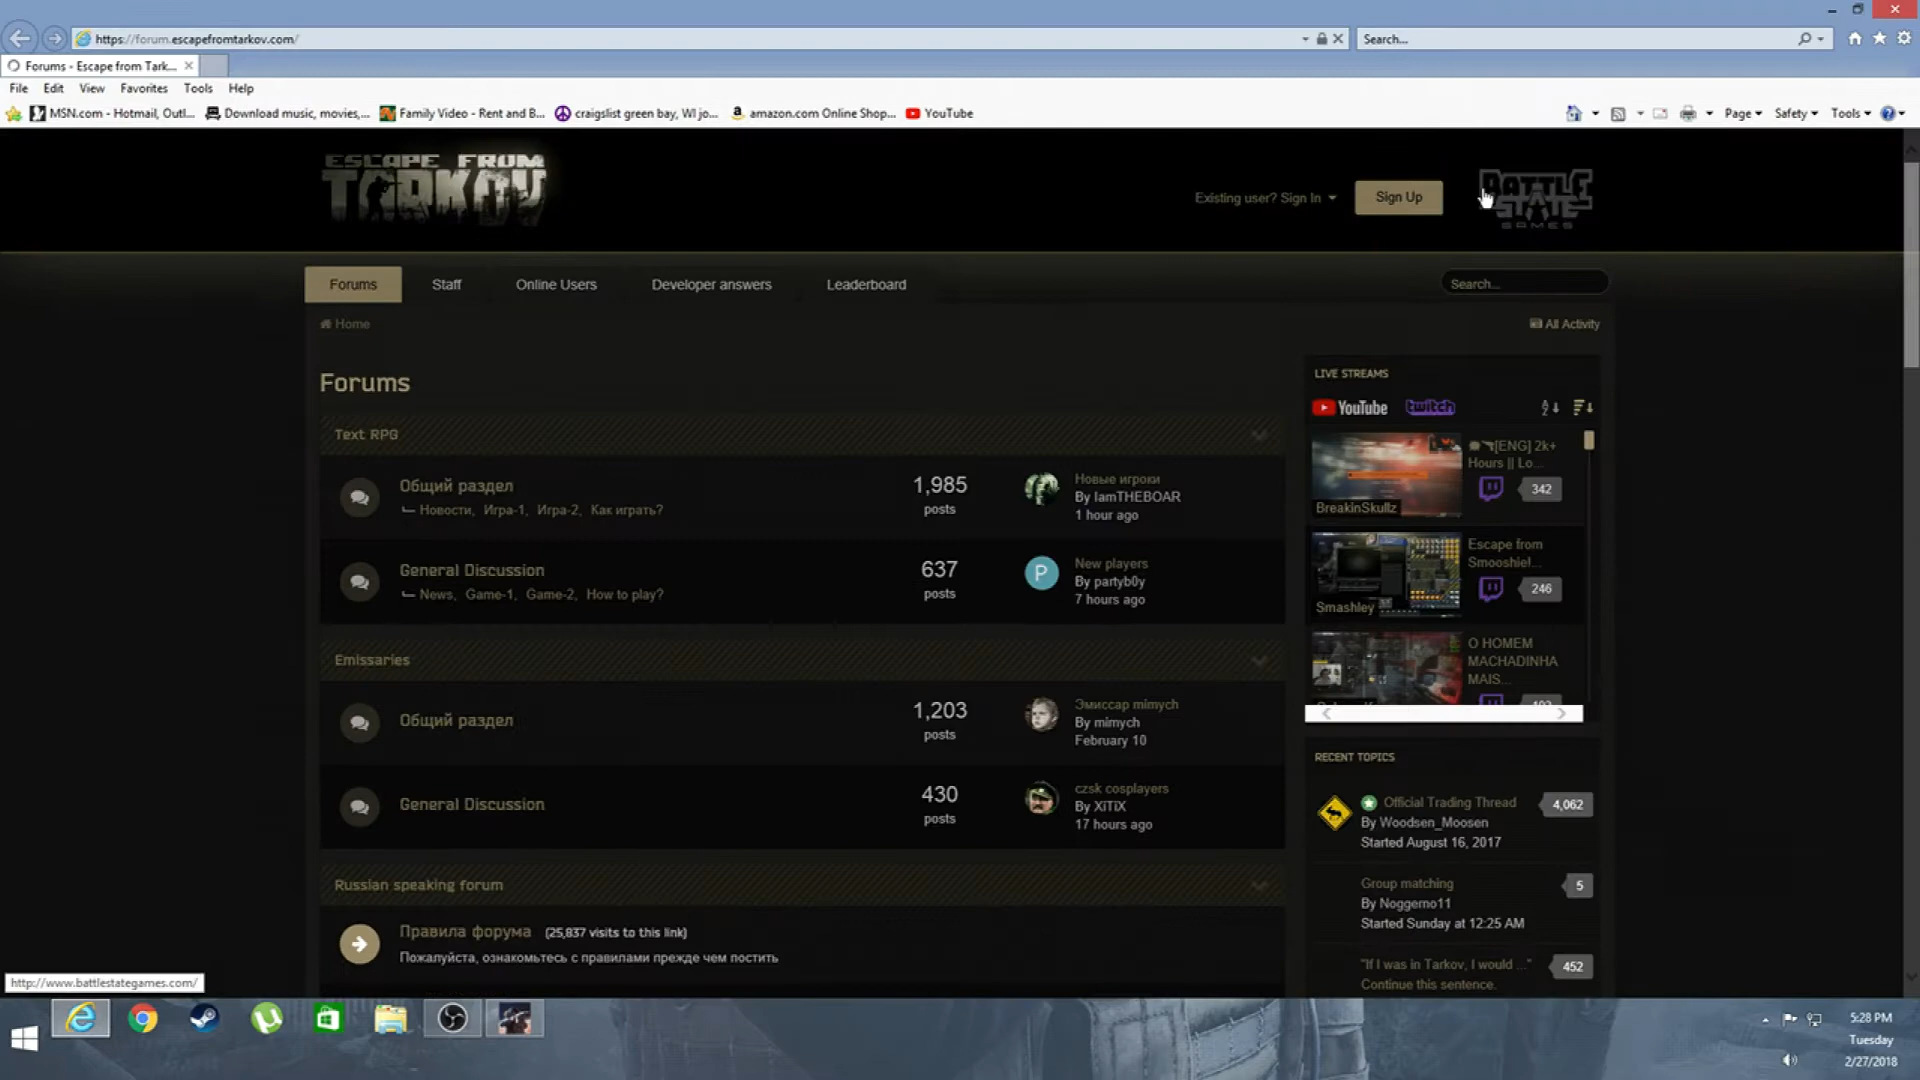 https://forum.escapefromtarkov.com/
Search...
Forums - Escape from Tark...
File Edit View Favorites Tools Help
MSN.com - Hotmail, Outl... Download music, movies,... Family Video - Rent and B... craigslist green bay, WI jo... amazon.com Online Shop... YouTube
Page Safety Tools
ESCAPE FROM
TARKOV
Existing user? Sign In
Sign Up
BATTLE
STATE
GAMES
Forums Staff Online Users Developer answers Leaderboard
Search...
Home
All Activity
Forums
Text RPG
Общий раздел
Новости, Игра-1, Игра-2, Как играть?
1,985
posts
Новые игроки
By IamTHEBOAR
1 hour ago
General Discussion
News, Game-1, Game-2, How to play?
637
posts
P
New players
By partyb0y
7 hours ago
Emissaries
Общий раздел
1,203
posts
Эмиссар mimych
By mimych
February 10
General Discussion
430
posts
czsk cosplayers
By XiTiX
17 hours ago
Russian speaking forum
Правила форума (25,837 visits to this link)
Пожалуйста, ознакомьтесь с правилами прежде чем постить
LIVE STREAMS
YouTube twitch
[ENG] 2k+
Hours || Lo...
342
BreakinSkullz
Escape from
Smooshie!...
246
Smashley
O HOMEM
MACHADINHA
MAIS...
RECENT TOPICS
Official Trading Thread
By Woodsen_Moosen
Started August 16, 2017
4,062
Group matching
By Noggerno11
Started Sunday at 12:25 AM
5
"If I was in Tarkov, I would ..."
Continue this sentence.
452
http://www.battlestategames.com/
5:28 PM
Tuesday
2/27/2018